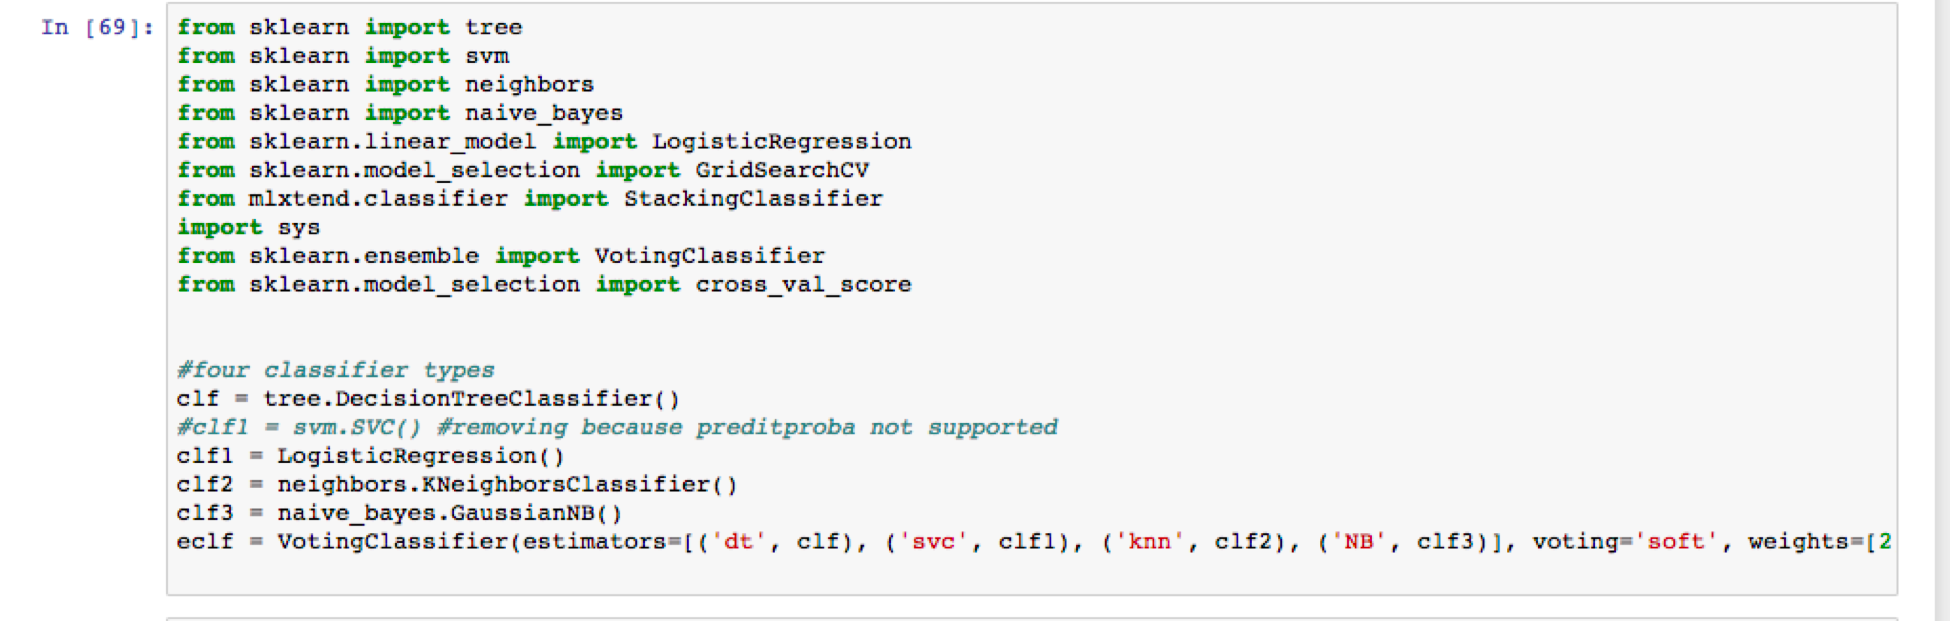 In [69]:
from sklearn import tree
from sklearn import svm
from sklearn import neighbors
from sklearn import naive_bayes
from sklearn.linear_model import LogisticRegression
from sklearn.model_selection import GridSearchCV
from mlxtend.classifier import StackingClassifier
import sys
from sklearn.ensemble import VotingClassifier
from sklearn.model_selection import cross_val_score
#four classifier types
clf = tree.DecisionTreeClassifier()
#clf1 = svm.SVC() #removing because preditproba not supported
clf1 = LogisticRegression()
clf2 = neighbors.KNeighborsClassifier()
clf3 = naive_bayes.GaussianNB()
eclf = VotingClassifier(estimators=[('dt', clf), ('svc', clf1), ('knn', clf2), ('NB', clf3)], voting='soft', weights=[2